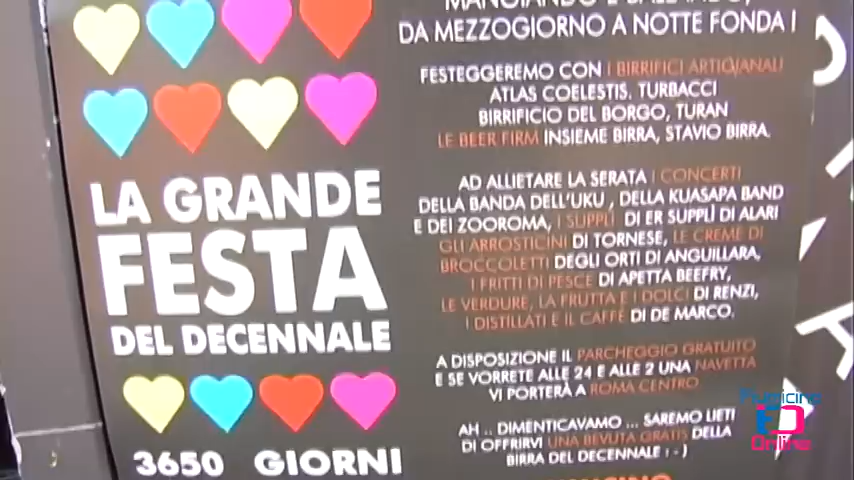 DA MEZZOGIORNO A NOTTE FONDA !
FESTEGGEREMO CON I BIRRIFICI ARTIGIANALI
ATLAS COELESTIS, TURBACCI
BIRRIFICIO DEL BORGO, TURAN
LE BEER FIRM INSIEME BIRRA, STAVIO BIRRA.
AD ALLIETARE LA SERATA I CONCERTI
DELLA BANDA DELL'UKU , DELLA KUASAPA BAND
E DEI ZOOROMA, I SUPPLÌ DI ER SUPPLÌ DI ALARI
GLI ARROSTICINI DI TORNESE, LE CREME DI
BROCCOLETTI DEGLI ORTI DI ANGUILLARA,
I FRITTI DI PESCE DI APETTA BEEFRY,
LE VERDURE, LA FRUTTA E I DOLCI DI RENZI,
I DISTILLATI E IL CAFFÈ DI DE MARCO.
A DISPOSIZIONE IL PARCHEGGIO GRATUITO
E SE VORRETE ALLE 24 E ALLE 2 UNA NAVETTA
VI PORTERÀ A ROMA CENTRO
AH .. DIMENTICAVAMO ... SAREMO LIETI
DI OFFRIRVI UNA BEVUTA GRATIS DELLA
BIRRA DEL DECENNALE ! - )
LA GRANDE
FESTA
DEL DECENNALE
3650 GIORNI
Fiumicino
Online